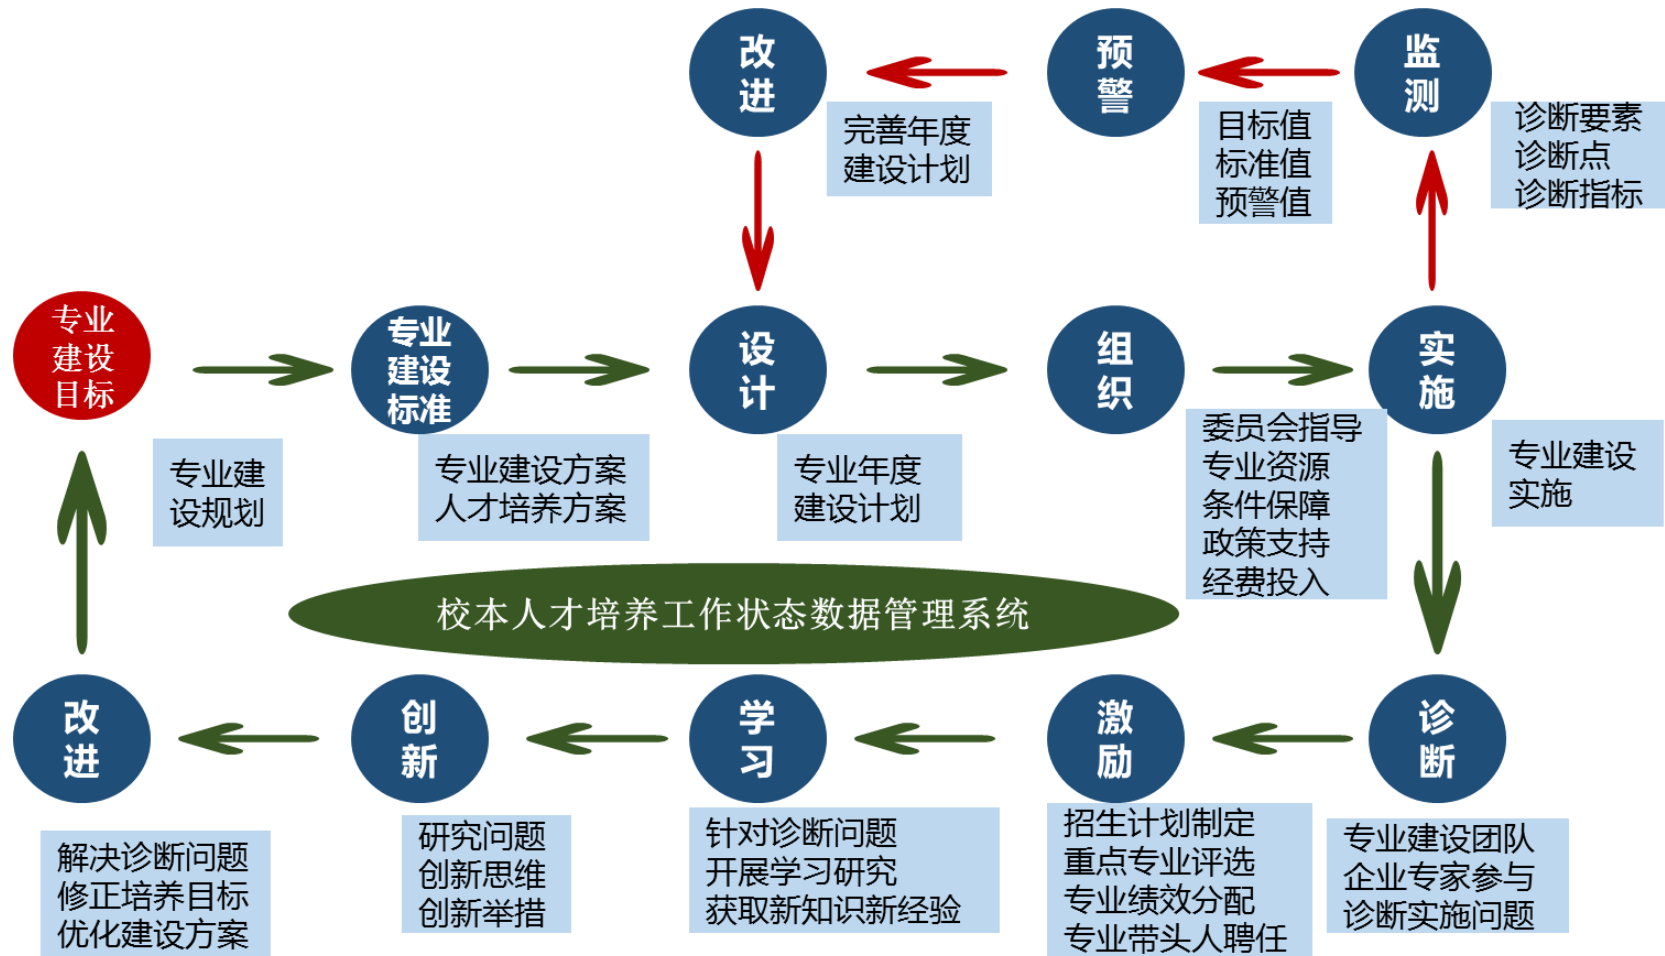 改
进
预
警
监
测
完善年度
建设计划
目标值
标准值
预警值
诊断要素
诊断点
诊断指标
专业
建设
目标
专业
建设
标准
设
计
组
织
实
施
专业建
设规划
专业建设方案
人才培养方案
专业年度
建设计划
委员会指导
专业资源
条件保障
政策支持
经费投入
专业建设
实施
校本人才培养工作状态数据管理系统
改
进
创
新
学
习
激
励
诊
断
解决诊断问题
修正培养目标
优化建设方案
研究问题
创新思维
创新举措
针对诊断问题
开展学习研究
获取新知识新经验
招生计划制定
重点专业评选
专业绩效分配
专业带头人聘任
专业建设团队
企业专家参与
诊断实施问题